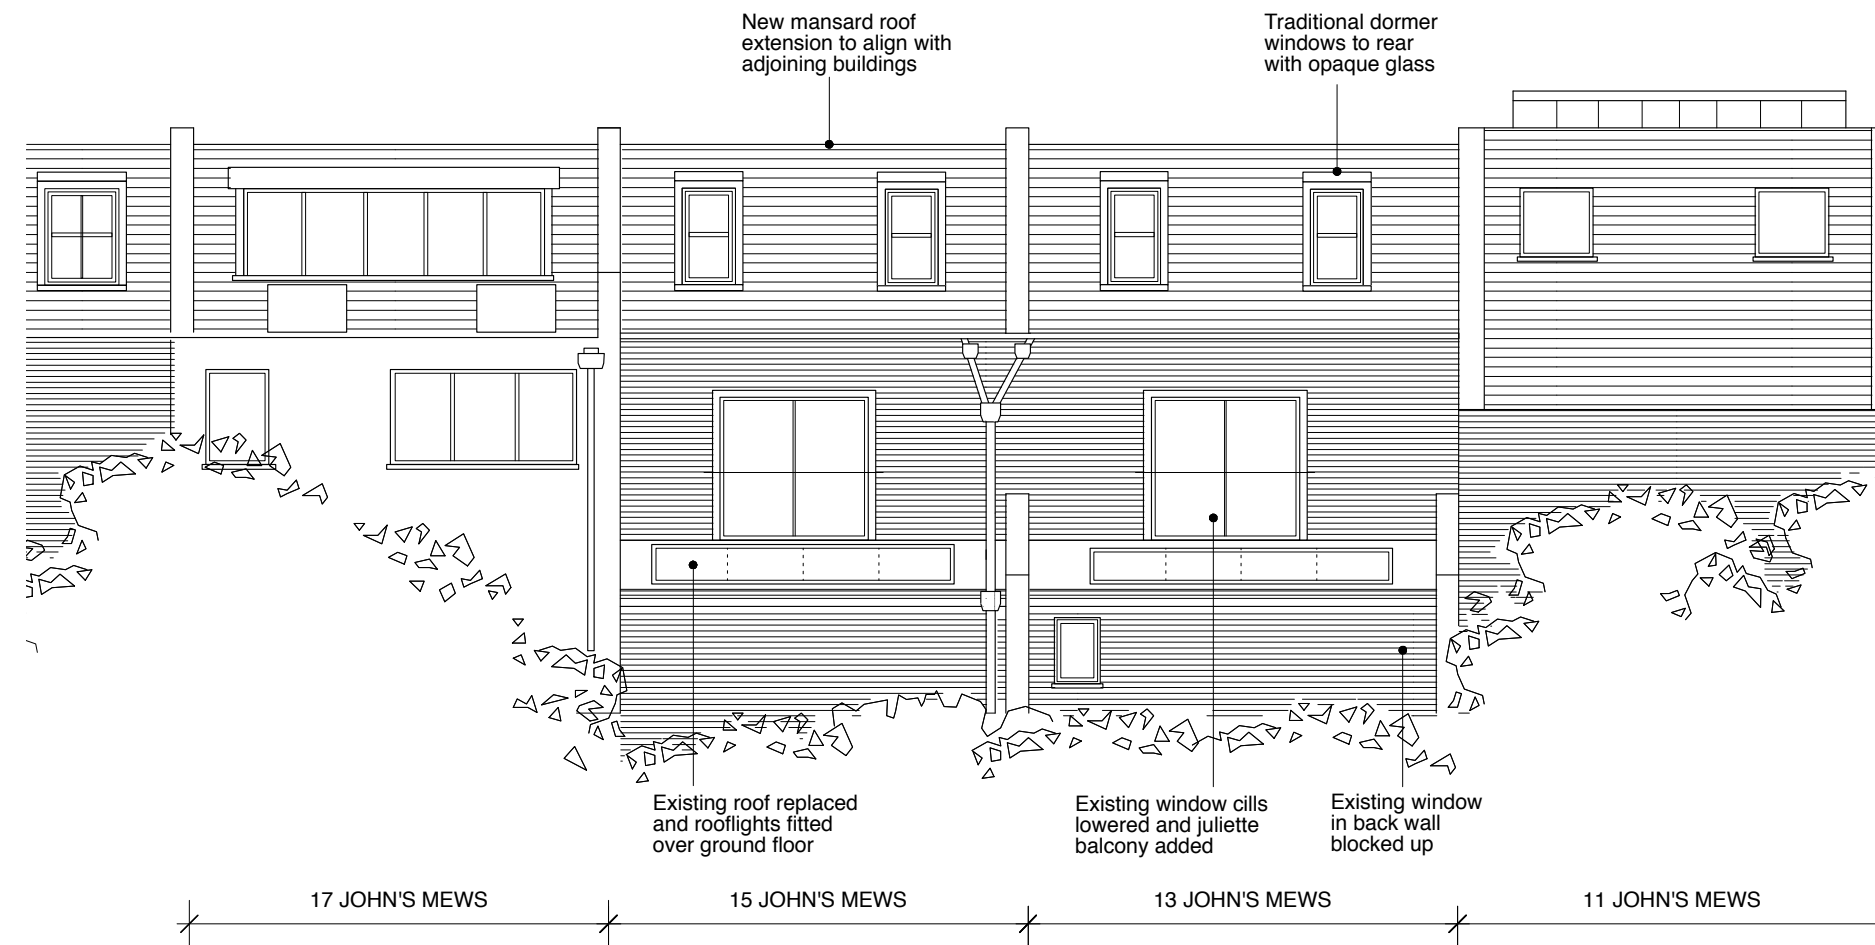 New mansard roof
extension to align with
adjoining buildings
Traditional dormer
windows to rear
with opaque glass
Existing roof replaced
and rooflights fitted
over ground floor
Existing window cills
lowered and juliette
balcony added
Existing window
in back wall
blocked up
17 JOHN'S MEWS
15 JOHN'S MEWS
13 JOHN'S MEWS
11 JOHN'S MEWS